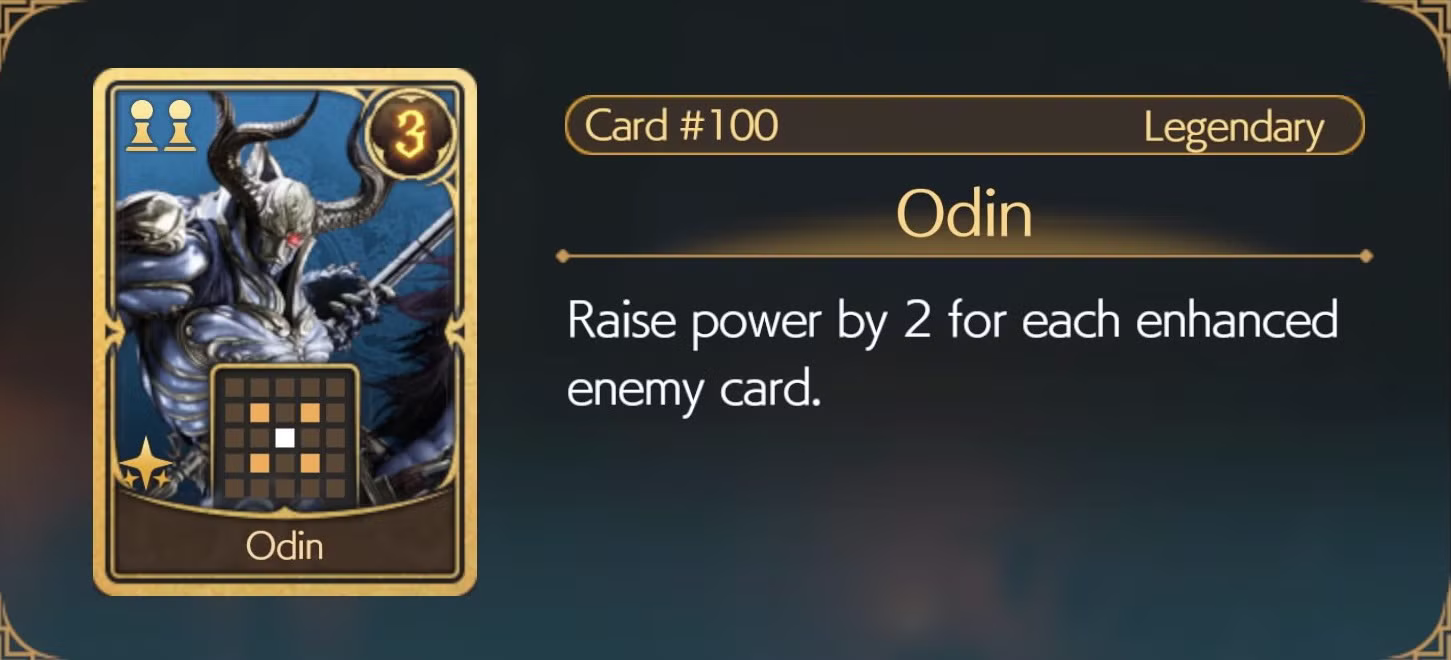 3
Odin
Card #100
Legendary
Odin
Raise power by 2 for each enhanced
enemy card.